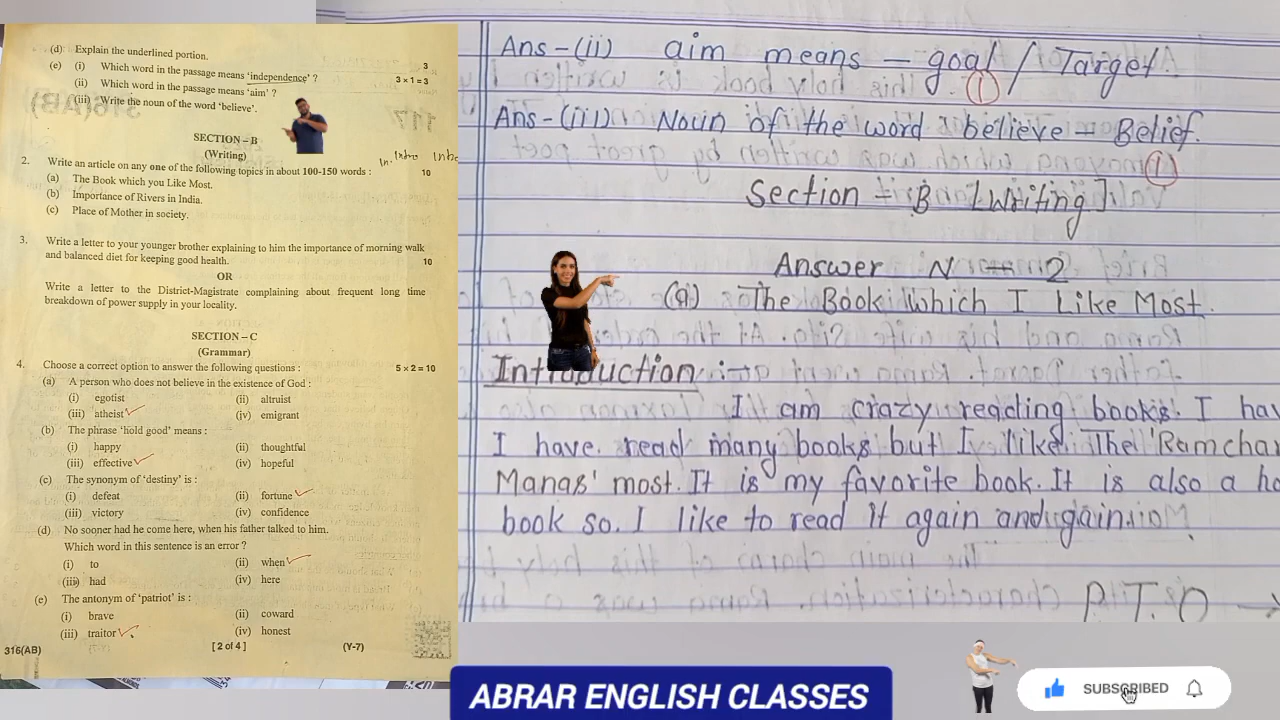 (d) Explain the underlined portion. 3
(e) (i) Which word in the passage means 'independence' ? 3 × 1 = 3
(ii) Which word in the passage means 'aim' ?
(iii) Write the noun of the word 'believe'.
SECTION – B
(Writing)
2. Write an article on any one of the following topics in about 100-150 words : 10
(a) The Book which you Like Most.
(b) Importance of Rivers in India.
(c) Place of Mother in society.
3. Write a letter to your younger brother explaining to him the importance of morning walk
and balanced diet for keeping good health. 10
OR
Write a letter to the District-Magistrate complaining about frequent long time
breakdown of power supply in your locality.
SECTION – C
(Grammar)
4. Choose a correct option to answer the following questions : 5 x 2 = 10
(a) A person who does not believe in the existence of God :
(i) egotist (ii) altruist
(iii) atheist (iv) emigrant
(b) The phrase 'hold good' means :
(i) happy (ii) thoughtful
(iii) effective (iv) hopeful
(c) The synonym of 'destiny' is :
(i) defeat (ii) fortune
(iii) victory (iv) confidence
(d) No sooner had he come here, when his father talked to him.
Which word in this sentence is an error ?
(i) to (ii) when
(iii) had (iv) here
(e) The antonym of 'patriot' is :
(i) brave (ii) coward
(iii) traitor (iv) honest
316(AB) [ 2 of 4 ] (Y-7)
Ans-(ii) aim means – goal / Target.
1
Ans-(iii) Noun of the word believe – Belief.
1
Section – B [Writing]
Answer N – 2
(a) The Book which I Like Most.
Introduction :-
I am crazy reading books. I hav
I have read many books but I like The 'Ramchar
Manas' most. It is my favorite book. It is also a ho
book so. I like to read it again and gain.
P.T.O →
ABRAR ENGLISH CLASSES
SUBSCRIBED